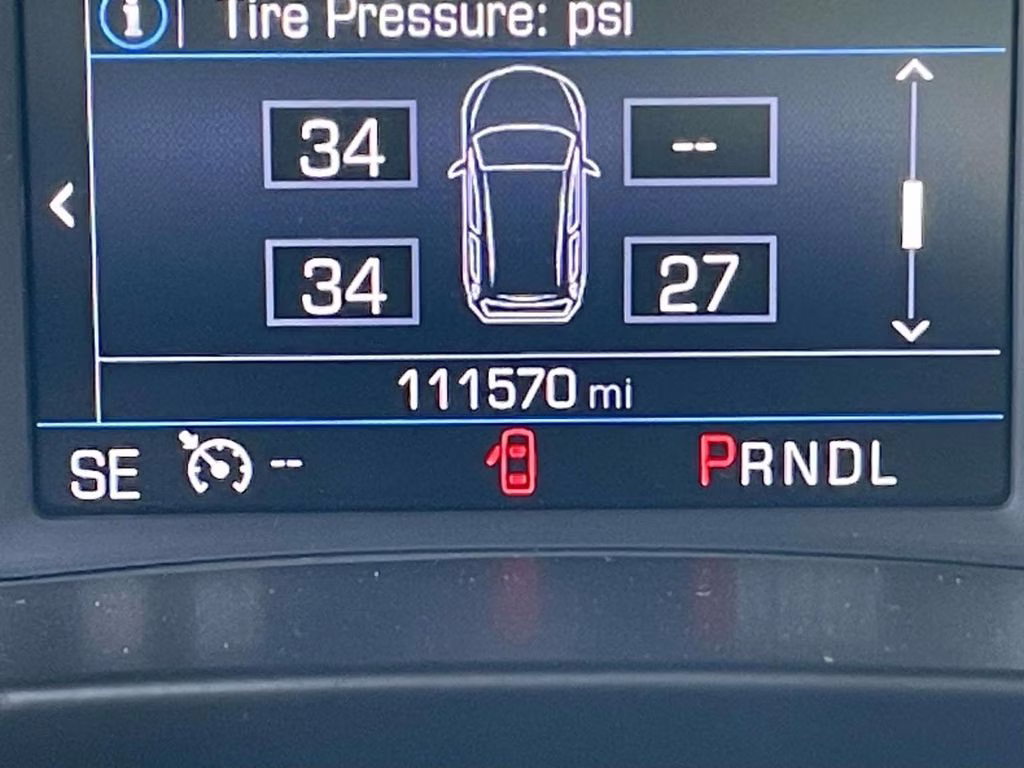 i Tire Pressure: psi
34 --
34 27
111570 mi
SE -- PRNDL